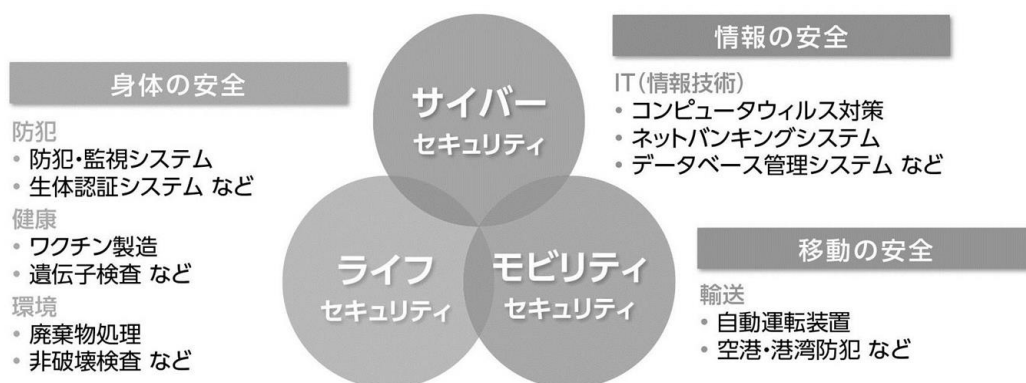 身体の安全
防犯
• 防犯・監視システム
• 生体認証システム など
健康
• ワクチン製造
• 遺伝子検査 など
環境
• 廃棄物処理
• 非破壊検査 など
サイバー
セキュリティ
ライフ
セキュリティ
モビリティ
セキュリティ
情報の安全
IT(情報技術)
• コンピュータウィルス対策
• ネットバンキングシステム
• データベース管理システム など
移動の安全
輸送
• 自動運転装置
• 空港・港湾防犯 など